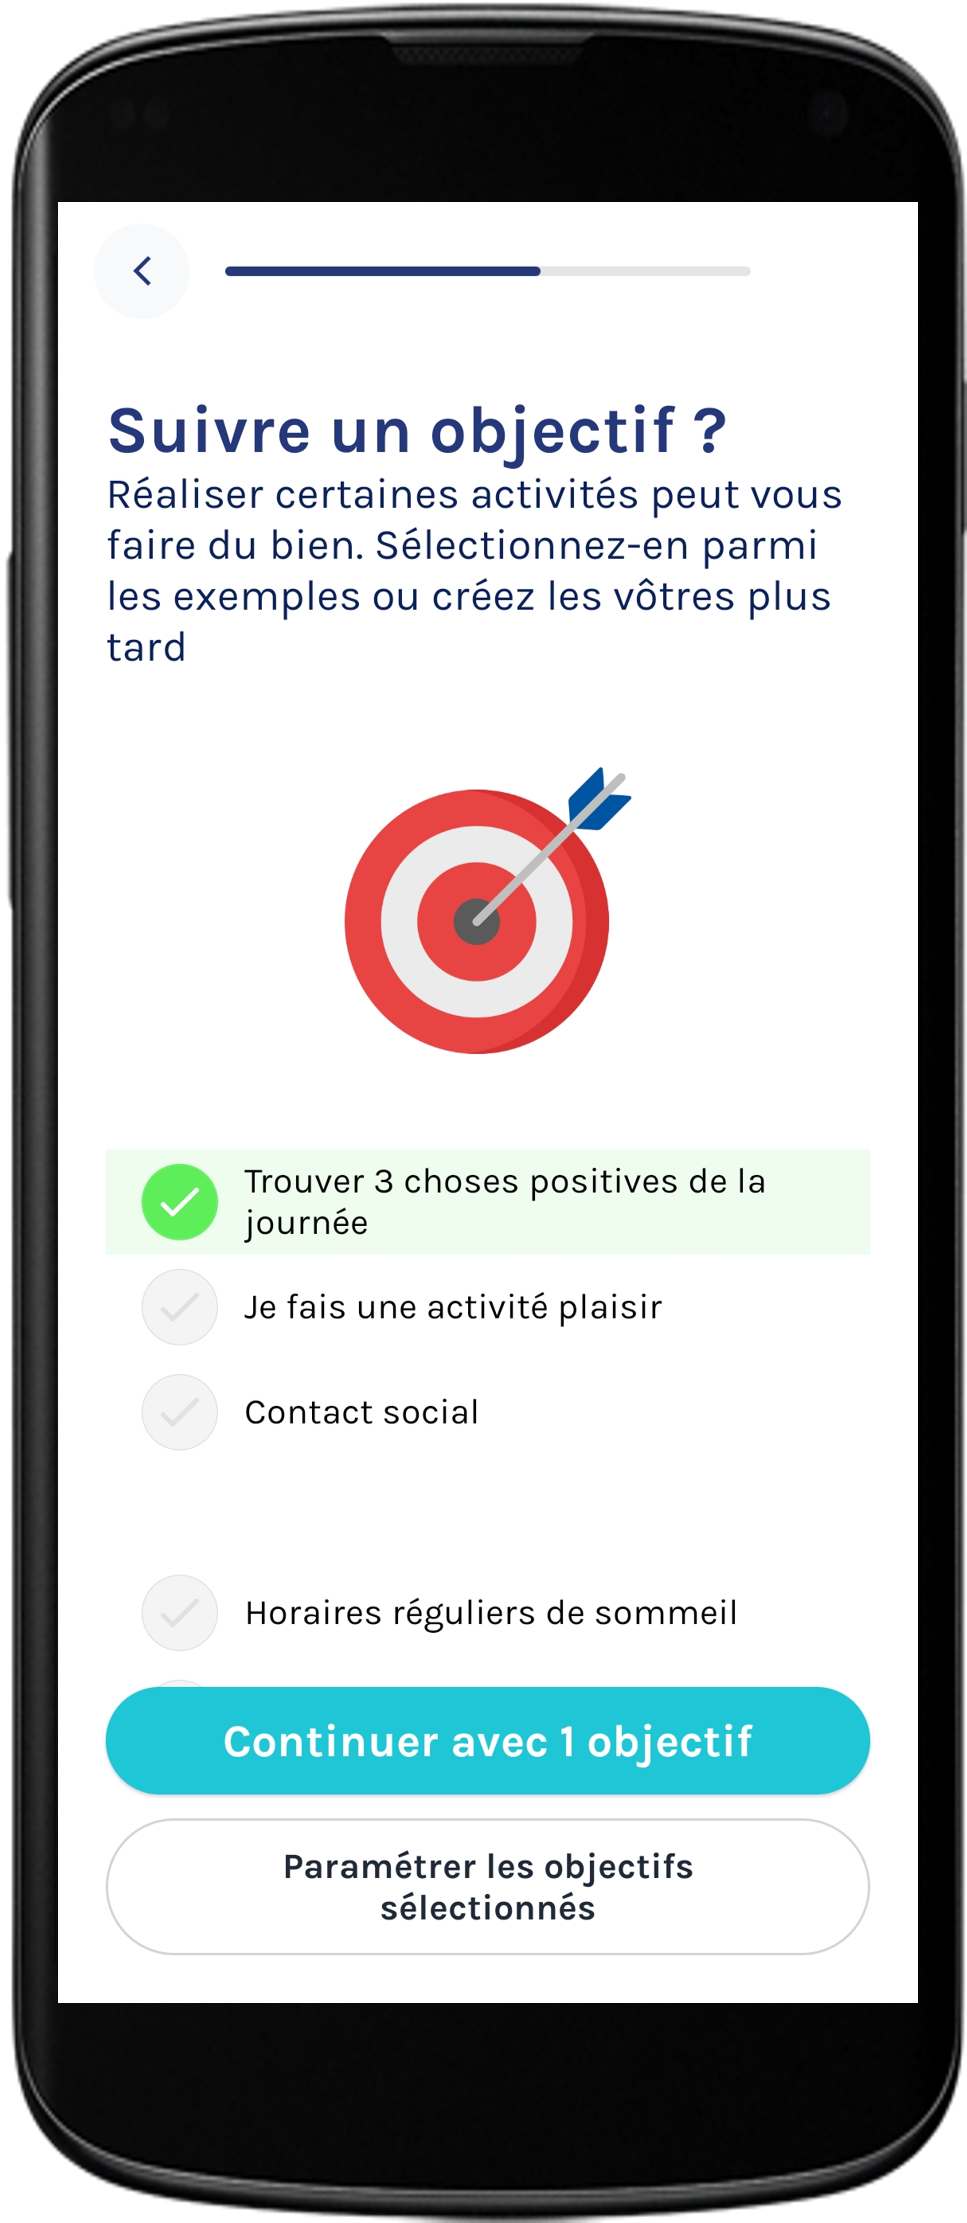 Suivre un objectif ?
Réaliser certaines activités peut vous
faire du bien. Sélectionnez-en parmi
les exemples ou créez les vôtres plus
tard
Trouver 3 choses positives de la
journée
Je fais une activité plaisir
Contact social
Horaires réguliers de sommeil
Continuer avec 1 objectif
Paramétrer les objectifs
sélectionnés